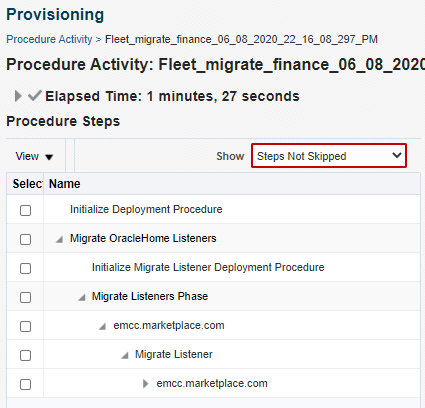 Provisioning
Procedure Activity > Fleet_migrate_finance_06_08_2020_22_16_08_297_PM
Procedure Activity: Fleet_migrate_finance_06_08_2020
Elapsed Time: 1 minutes, 27 seconds
Procedure Steps
View Show Steps Not Skipped
Select Name
Initialize Deployment Procedure
Migrate OracleHome Listeners
Initialize Migrate Listener Deployment Procedure
Migrate Listeners Phase
emcc.marketplace.com
Migrate Listener
emcc.marketplace.com